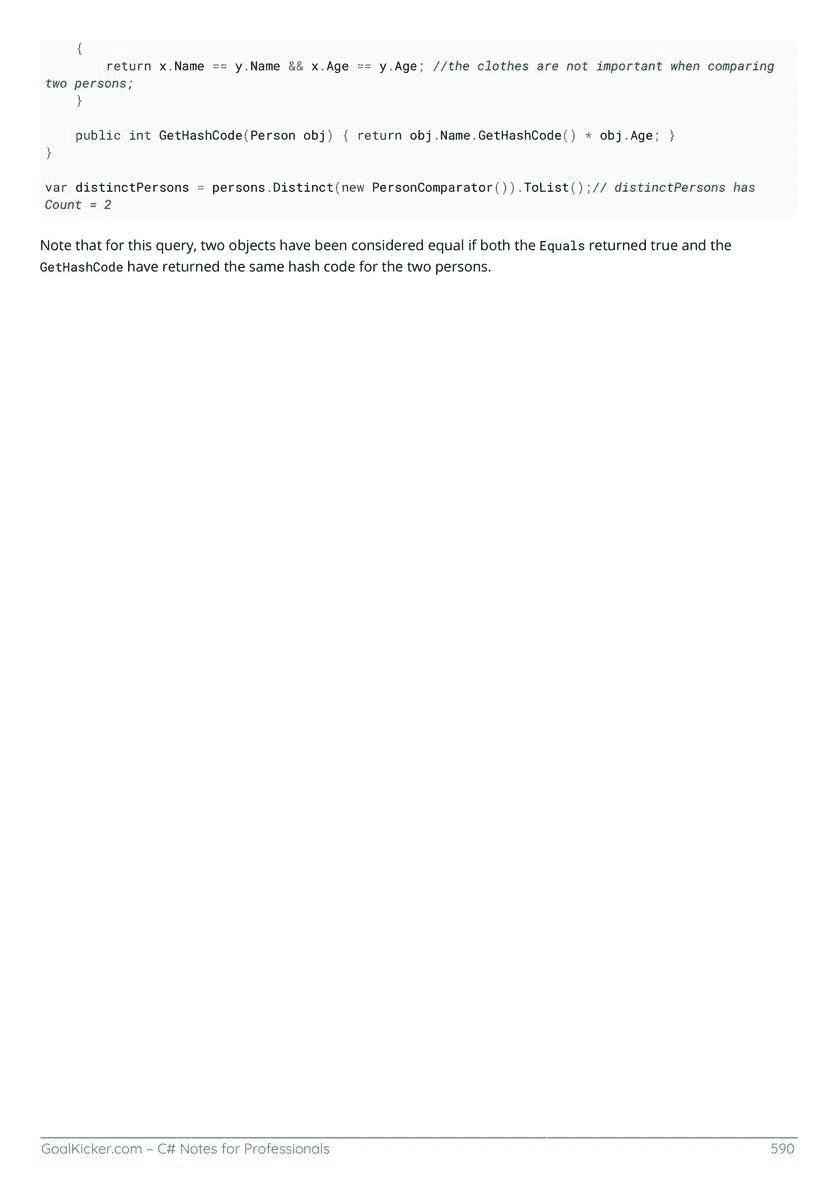 {
return x.Name == y.Name && x.Age == y.Age; //the clothes are not important when comparing
two persons;
}
public int GetHashCode(Person obj) { return obj.Name.GetHashCode() * obj.Age; }
}
var distinctPersons = persons.Distinct(new PersonComparator()).ToList();// distinctPersons has
Count = 2
Note that for this query, two objects have been considered equal if both the Equals returned true and the
GetHashCode have returned the same hash code for the two persons.
GoalKicker.com – C# Notes for Professionals 590